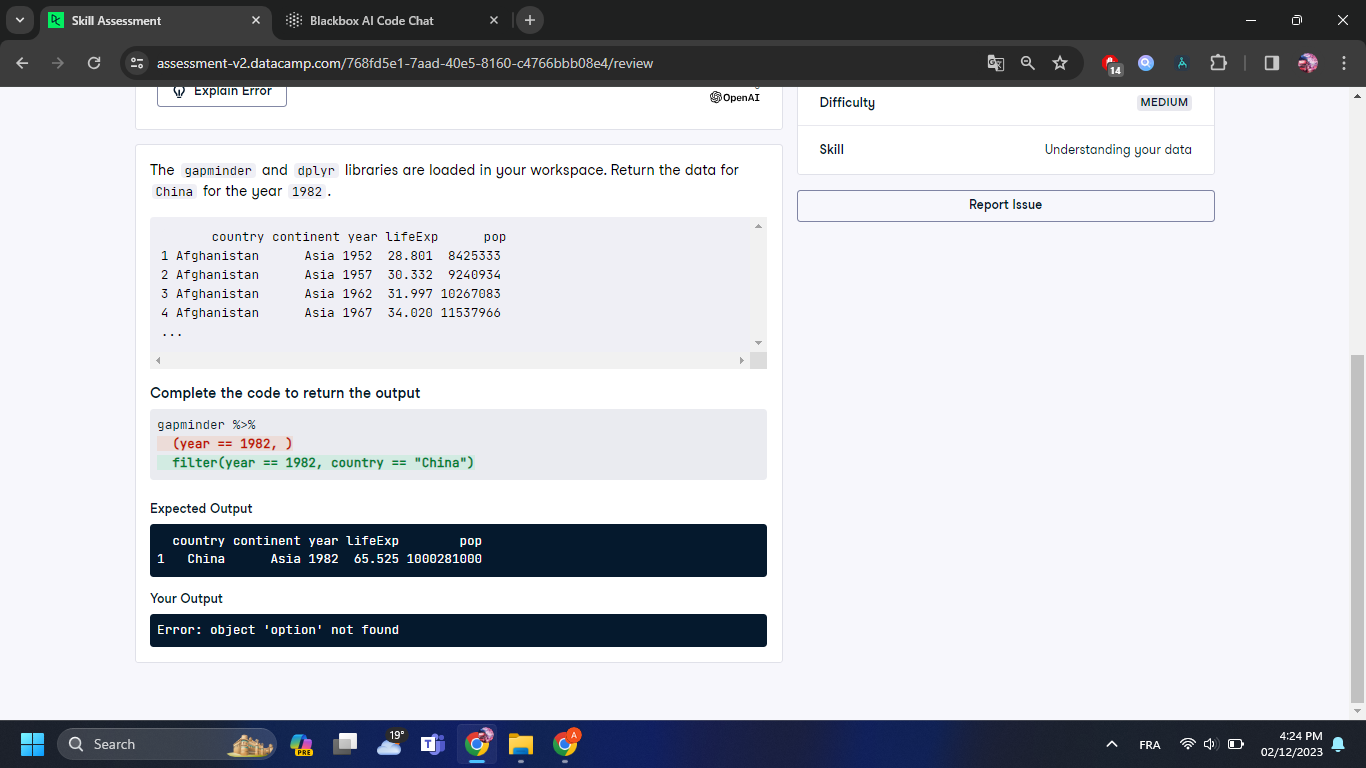 Skill Assessment
Blackbox AI Code Chat
assessment-v2.datacamp.com/768fd5e1-7aad-40e5-8160-c4766bbb08e4/review
14
Explain Error
OpenAI
Difficulty
MEDIUM
Skill
Understanding your data
Report Issue
The gapminder and dplyr libraries are loaded in your workspace. Return the data for
China for the year 1982.
country continent year lifeExp pop
1 Afghanistan Asia 1952 28.801 8425333
2 Afghanistan Asia 1957 30.332 9240934
3 Afghanistan Asia 1962 31.997 10267083
4 Afghanistan Asia 1967 34.020 11537966
...
Complete the code to return the output
gapminder %>%
(year == 1982, )
filter(year == 1982, country == "China")
Expected Output
country continent year lifeExp pop
1 China Asia 1982 65.525 1000281000
Your Output
Error: object 'option' not found
Search
PRE
19°
A
FRA
4:24 PM
02/12/2023